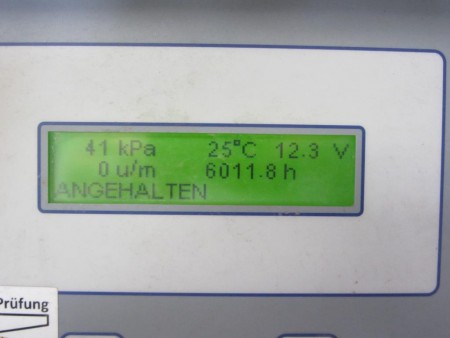 41 kPa 25°C 12.3 V
0 u/m 6011.8 h
ANGEHALTEN
Prüfung